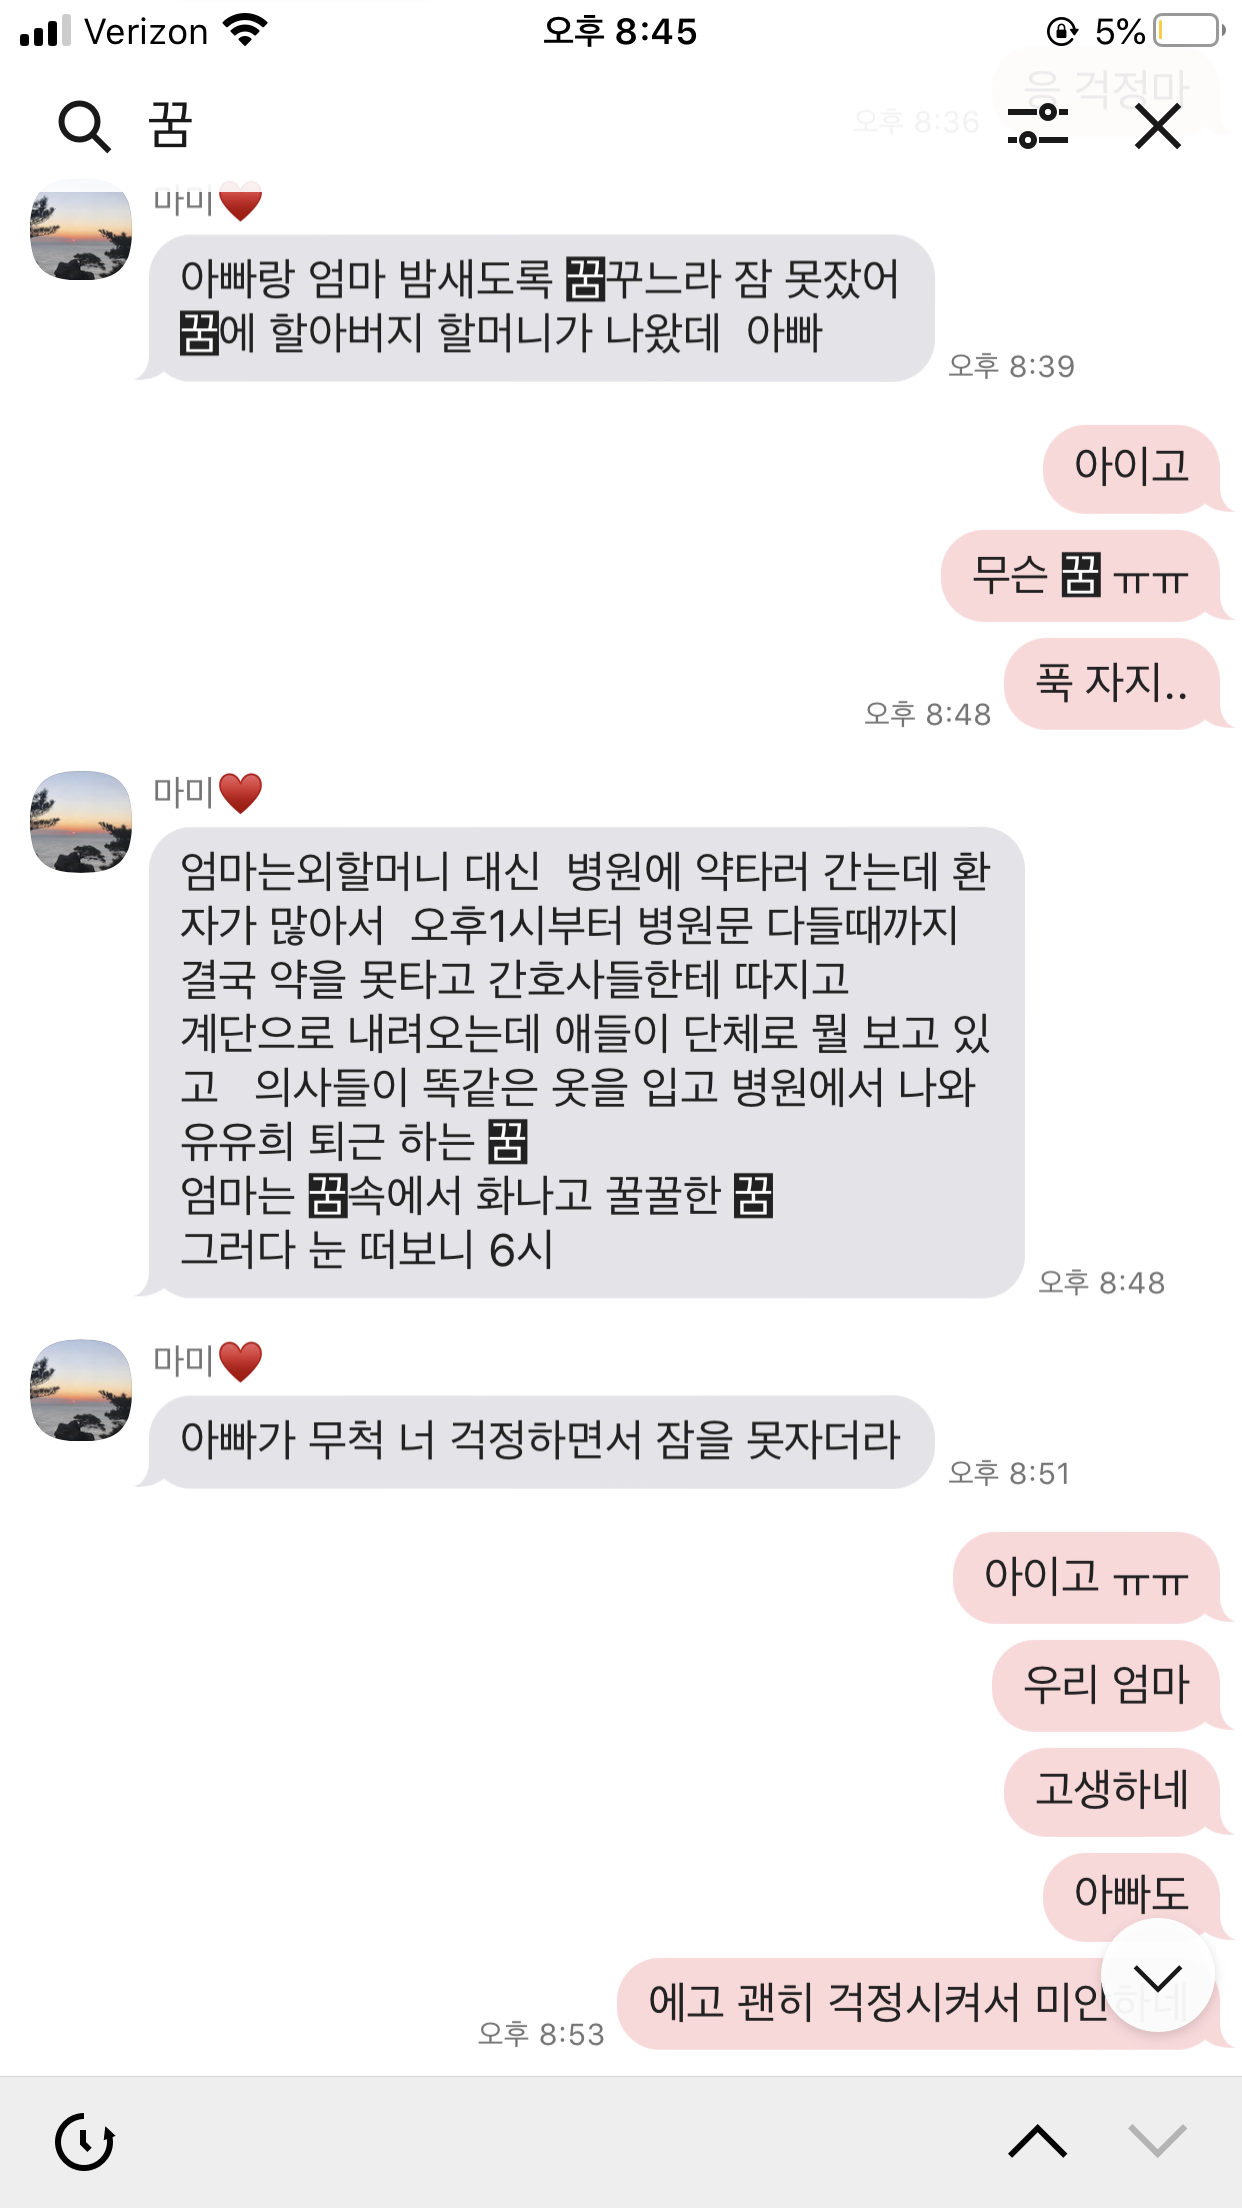 Verizon 오후 8:45 5%
응 걱정마
오후 8:36
꿈
마미
아빠랑 엄마 밤새도록 꿈꾸느라 잠 못잤어
꿈에 할아버지 할머니가 나왔데 아빠
오후 8:39
아이고
무슨 꿈 ㅠㅠ
푹 자지..
오후 8:48
마미
엄마는외할머니 대신 병원에 약타러 간는데 환
자가 많아서 오후1시부터 병원문 다들때까지
결국 약을 못타고 간호사들한테 따지고
계단으로 내려오는데 애들이 단체로 뭘 보고 있
고 의사들이 똑같은 옷을 입고 병원에서 나와
유유희 퇴근 하는 꿈
엄마는 꿈속에서 화나고 꿀꿀한 꿈
그러다 눈 떠보니 6시
오후 8:48
마미
아빠가 무척 너 걱정하면서 잠을 못자더라
오후 8:51
아이고 ㅠㅠ
우리 엄마
고생하네
아빠도
에고 괜히 걱정시켜서 미안하네
오후 8:53